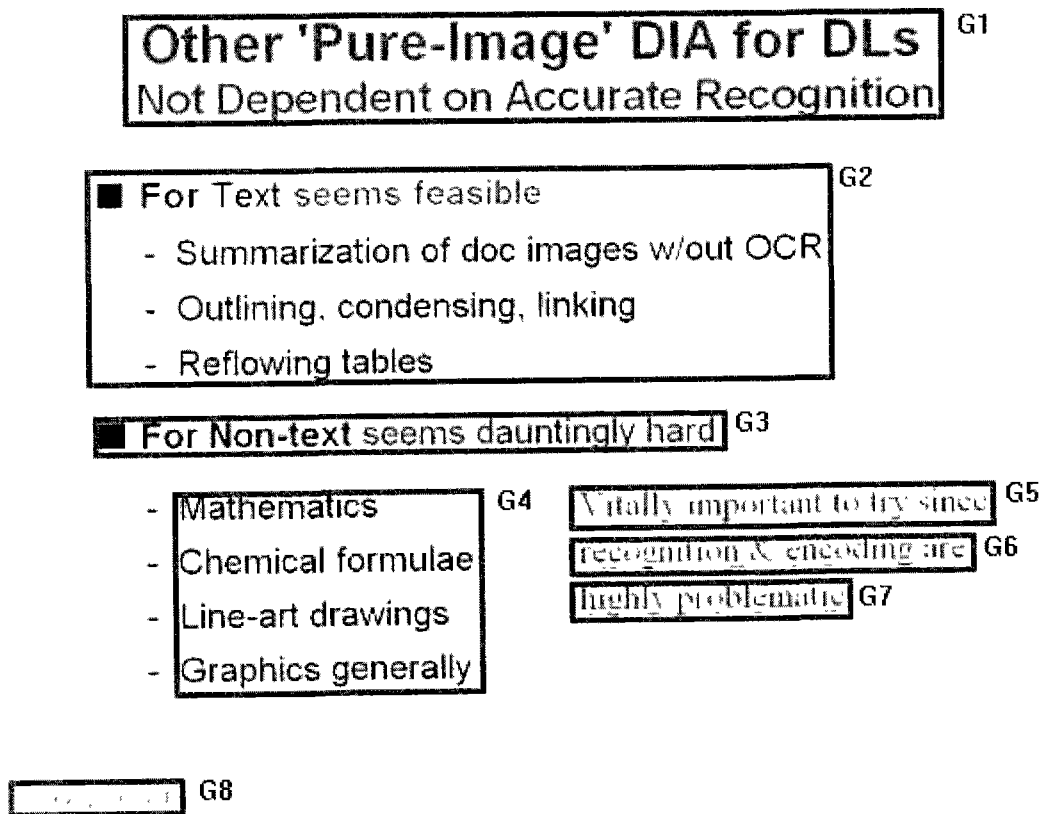 Other 'Pure-Image' DIA for DLs G1
Not Dependent on Accurate Recognition
■ For Text seems feasible G2
- Summarization of doc images w/out OCR
- Outlining, condensing, linking
- Reflowing tables
■ For Non-text seems dauntingly hard G3
- Mathematics G4
- Chemical formulae
- Line-art drawings
- Graphics generally
Vitally important to try since G5
recognition & encoding are G6
highly problematic G7
G8